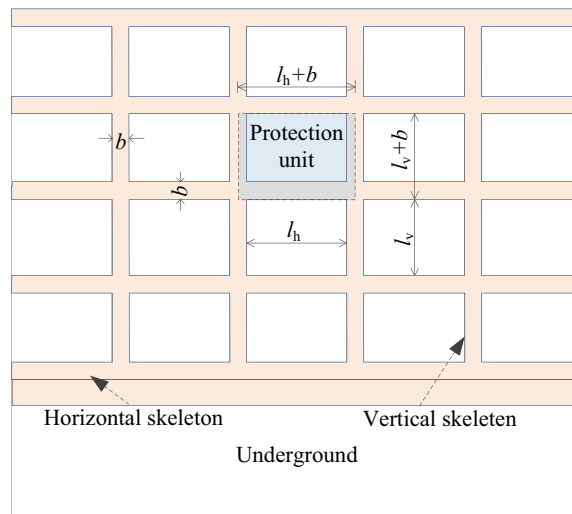 lh+b
b
Protection
unit
lv+b
b
lh
lv
Horizontal skeleton
Vertical skeleten
Underground